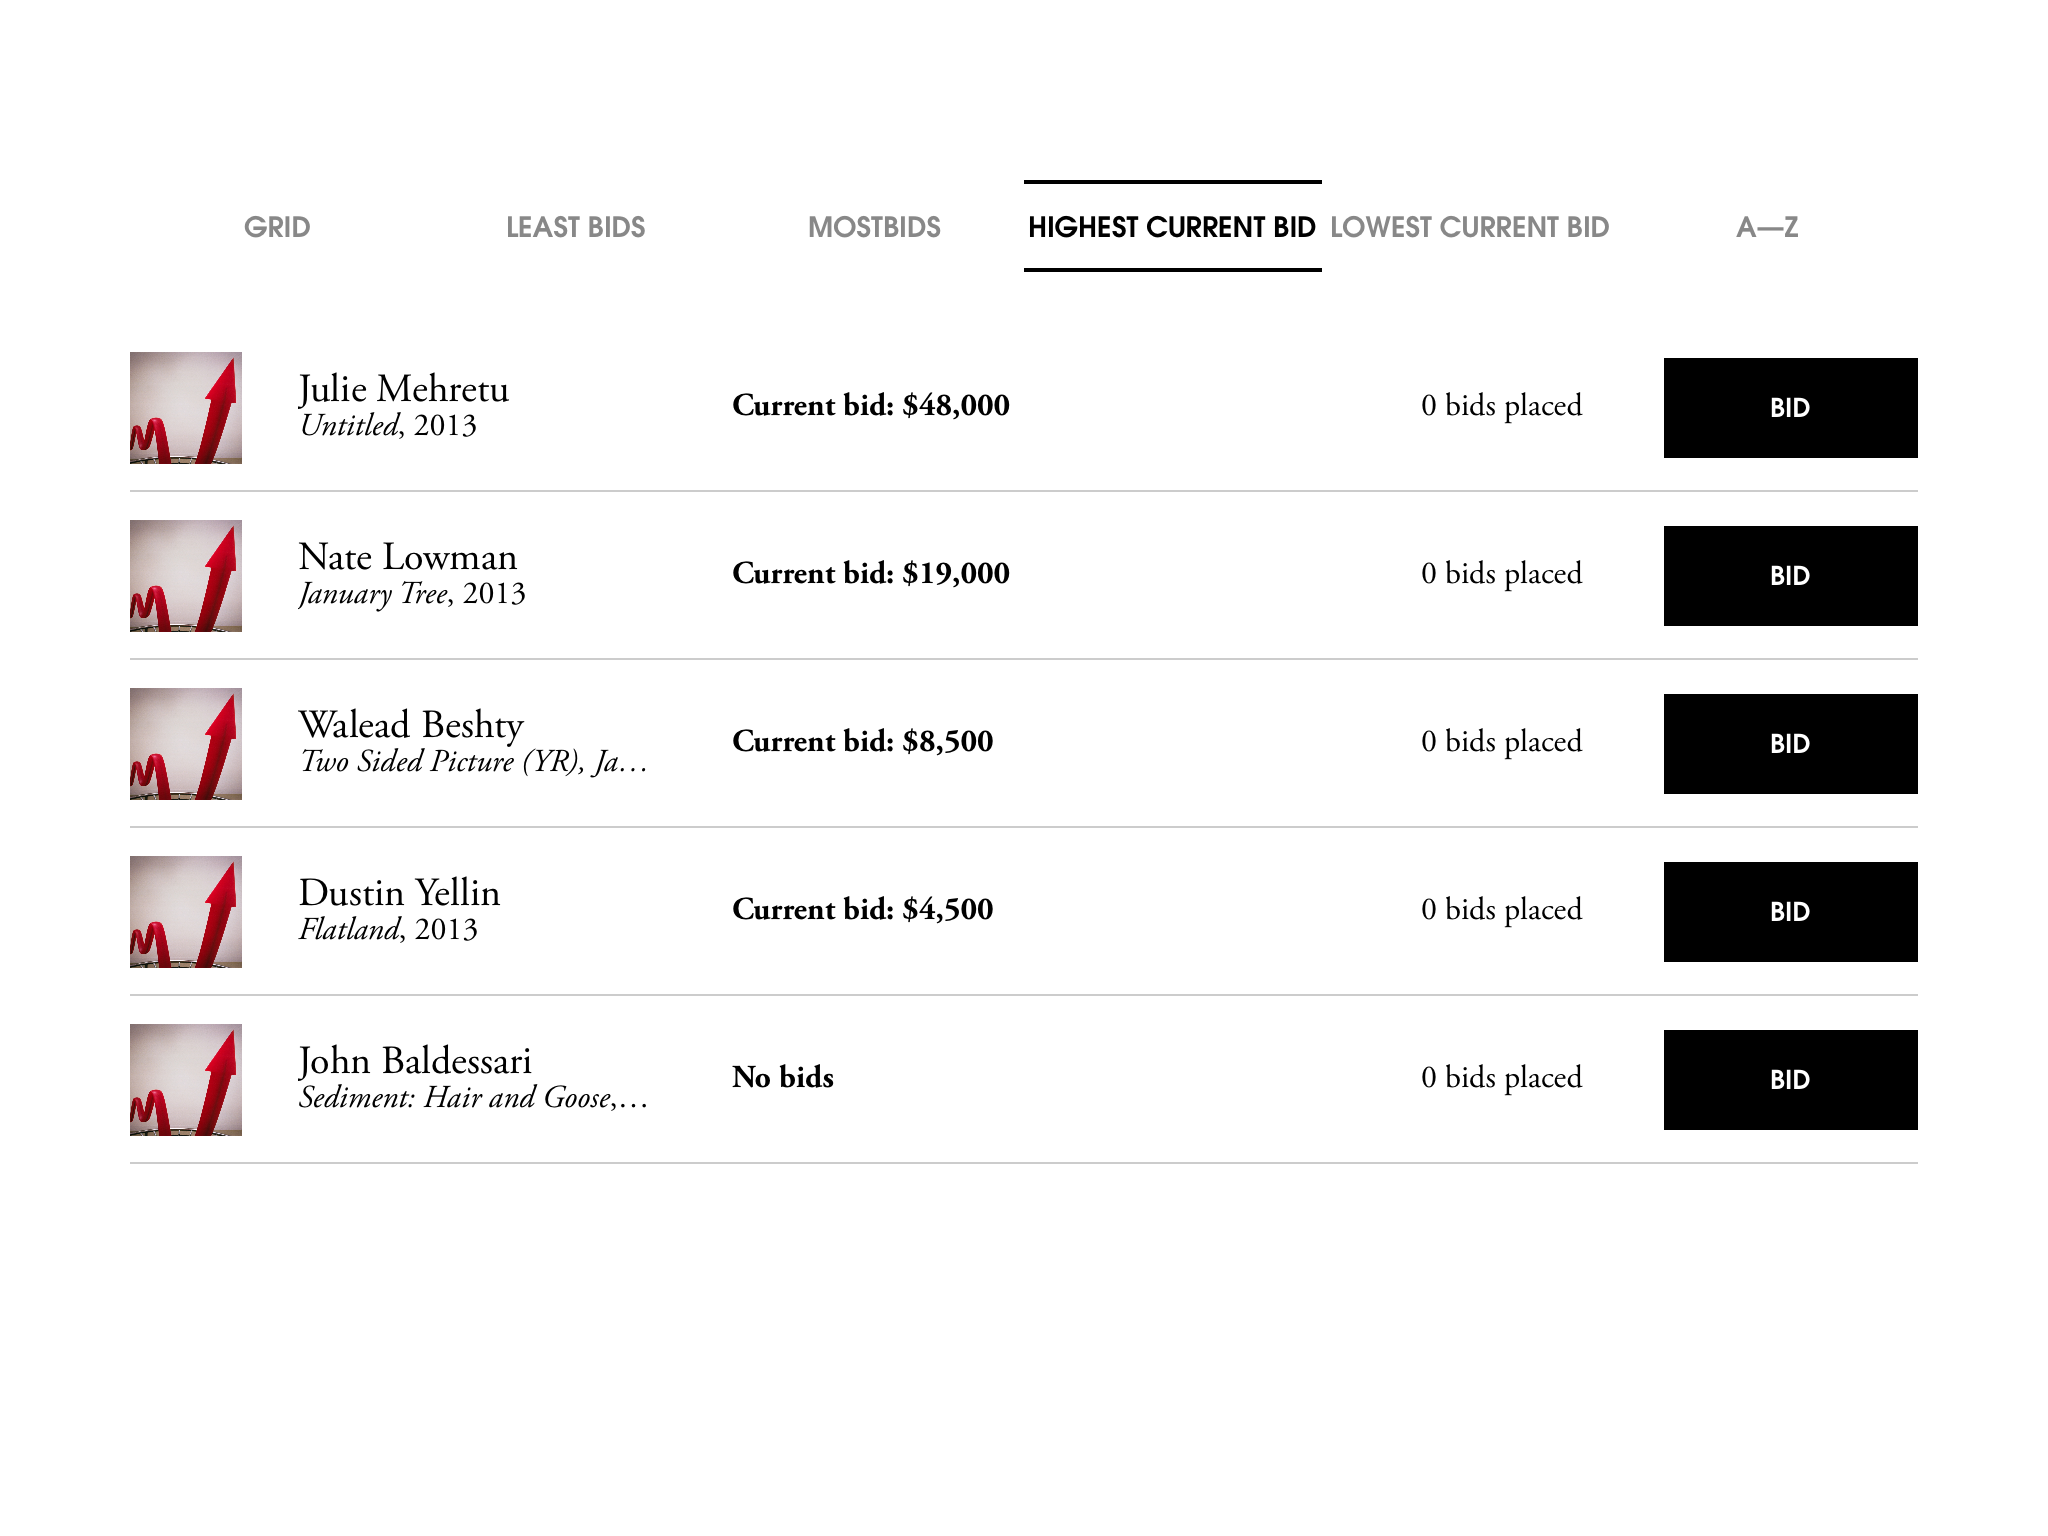 GRID LEAST BIDS MOSTBIDS HIGHEST CURRENT BID LOWEST CURRENT BID A—Z
Julie Mehretu
Untitled, 2013
Current bid: $48,000
0 bids placed
BID
Nate Lowman
January Tree, 2013
Current bid: $19,000
0 bids placed
BID
Walead Beshty
Two Sided Picture (YR), Ja…
Current bid: $8,500
0 bids placed
BID
Dustin Yellin
Flatland, 2013
Current bid: $4,500
0 bids placed
BID
John Baldessari
Sediment: Hair and Goose,…
No bids
0 bids placed
BID